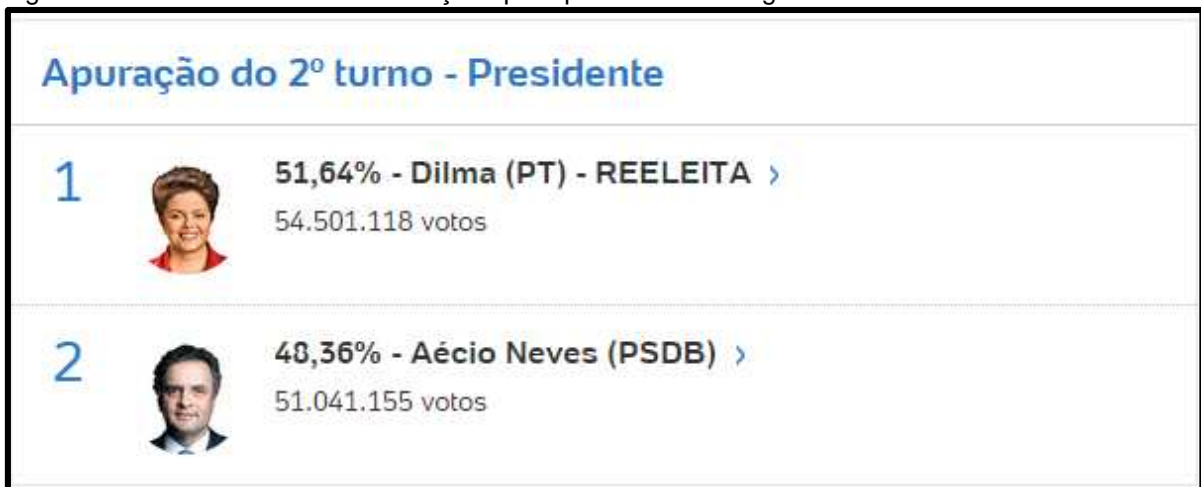 Apuração do 2º turno - Presidente
1
51,64% - Dilma (PT) - REELEITA >
54.501.118 votos
2
48,36% - Aécio Neves (PSDB) >
51.041.155 votos